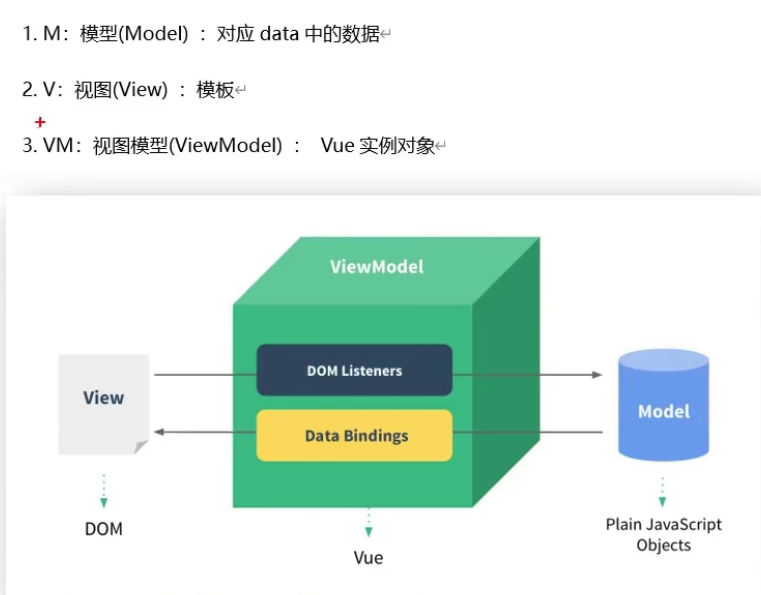 1. M：模型(Model) ：对应 data 中的数据↵
2. V：视图(View) ：模板↵
3. VM：视图模型(ViewModel) ： Vue 实例对象↵
ViewModel
DOM Listeners
View
Model
Data Bindings
DOM
Plain JavaScript
Objects
Vue